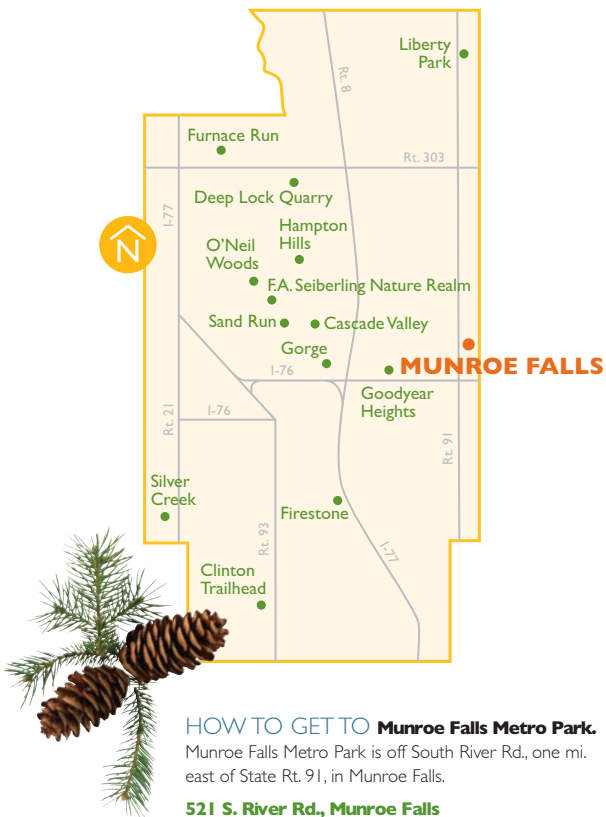 Liberty
Park
Rt. 8
Furnace Run
Rt. 303
Deep Lock Quarry
I-77
N
Hampton
Hills
O'Neil
Woods
F.A. Seiberling Nature Realm
Sand Run
Cascade Valley
Gorge
MUNROE FALLS
I-76
Goodyear
Heights
I-76
Rt. 21
Rt. 91
Silver
Creek
Firestone
Rt. 93
I-77
Clinton
Trailhead
HOW TO GET TO Munroe Falls Metro Park.
Munroe Falls Metro Park is off South River Rd., one mi.
east of State Rt. 91, in Munroe Falls.
521 S. River Rd., Munroe Falls